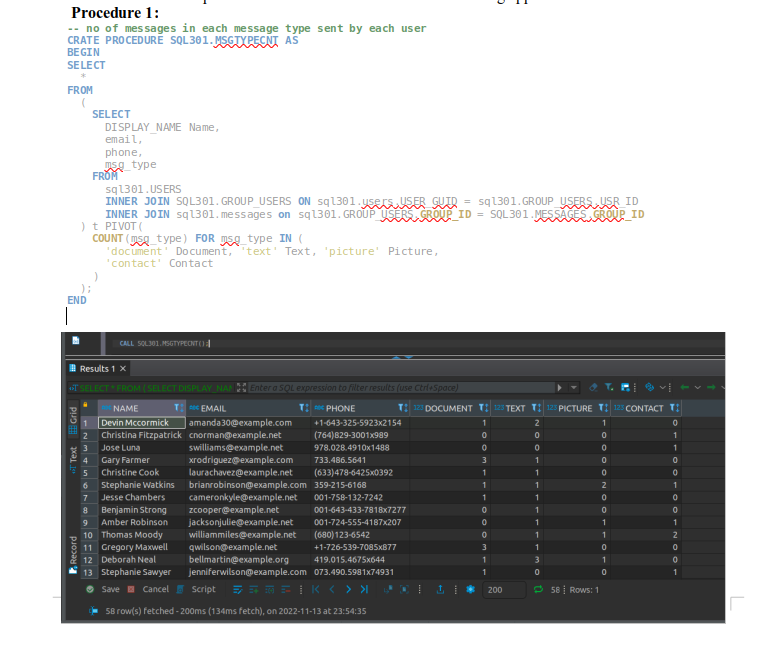 Procedure 1:
-- no of messages in each message type sent by each user
CRATE PROCEDURE SQL301.MSGTYPECNT AS
BEGIN
SELECT
*
FROM
(
SELECT
DISPLAY_NAME Name,
email,
phone,
msg_type
FROM
sql301.USERS
INNER JOIN SQL301.GROUP_USERS ON sql301.users.USER_GUID = sql301.GROUP_USERS.USR_ID
INNER JOIN sql301.messages on sql301.GROUP_USERS.GROUP_ID = SQL301.MESSAGES.GROUP_ID
) t PIVOT(
COUNT(msg_type) FOR msg_type IN (
'document' Document, 'text' Text, 'picture' Picture,
'contact' Contact
)
);
END
CALL SQL301.MSGTYPECNT();
Results 1 ×
SELECT * FROM ( SELECT DISPLAY_NAM Enter a SQL expression to filter results (use Ctrl+Space)
Grid
Text
Record
NAME EMAIL PHONE 123 DOCUMENT 123 TEXT 123 PICTURE 123 CONTACT
1 Devin Mccormick amanda30@example.com +1-643-325-5923x2154 1 2 1 0
2 Christina Fitzpatrick cnorman@example.net (764)829-3001x989 0 0 0 1
3 Jose Luna swilliams@example.net 978.028.4910x1488 0 0 0 1
4 Gary Farmer xrodriguez@example.com 733.486.5641 3 0 0 0
5 Christine Cook laurachavez@example.net (633)478-6425x0392 1 1 0 0
6 Stephanie Watkins brianrobinson@example.com 359-215-6168 1 1 2 1
7 Jesse Chambers cameronkyle@example.net 001-758-132-7242 1 1 0 0
8 Benjamin Strong zcooper@example.net 001-643-433-7818x7277 0 1 0 0
9 Amber Robinson jacksonjulie@example.net 001-724-555-4187x207 0 1 1 1
10 Thomas Moody williammiles@example.net (680)123-6542 0 1 1 2
11 Gregory Maxwell qwilson@example.net +1-726-539-7085x877 3 1 0 0
12 Deborah Neal bellmartin@example.org 419.015.4675x644 1 3 1 0
13 Stephanie Sawyer jenniferwilson@example.com 073.490.5981x74931 1 0 0 1
Save Cancel Script 200 58 Rows: 1
58 row(s) fetched - 200ms (134ms fetch), on 2022-11-13 at 23:54:35